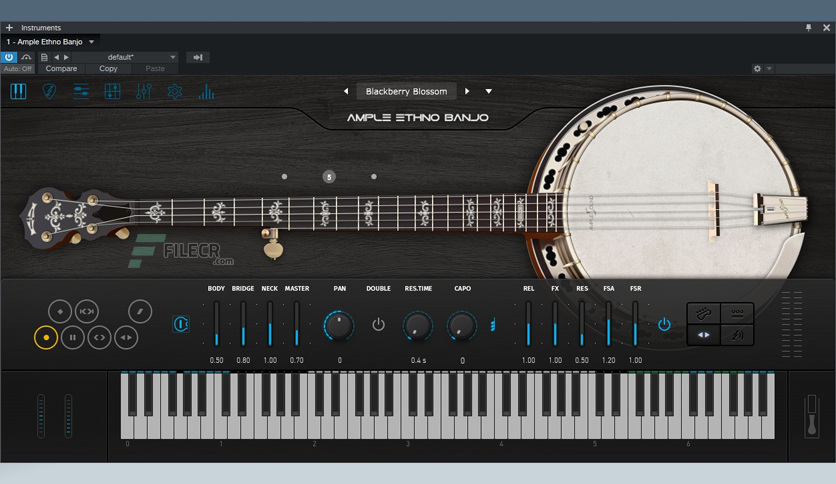 Instruments
1 - Ample Ethno Banjo
default*
Auto: Off Compare Copy Paste
Blackberry Blossom
AMPLE ETHNO BANJO
5
FILECR
.com
BODY BRIDGE NECK MASTER PAN DOUBLE RES.TIME CAPO REL FX RES FSA FSR
0.50 0.80 1.00 0.70 0 0.4 s 0 1.00 1.00 0.50 1.20 1.00
0 1 2 3 4 5 6